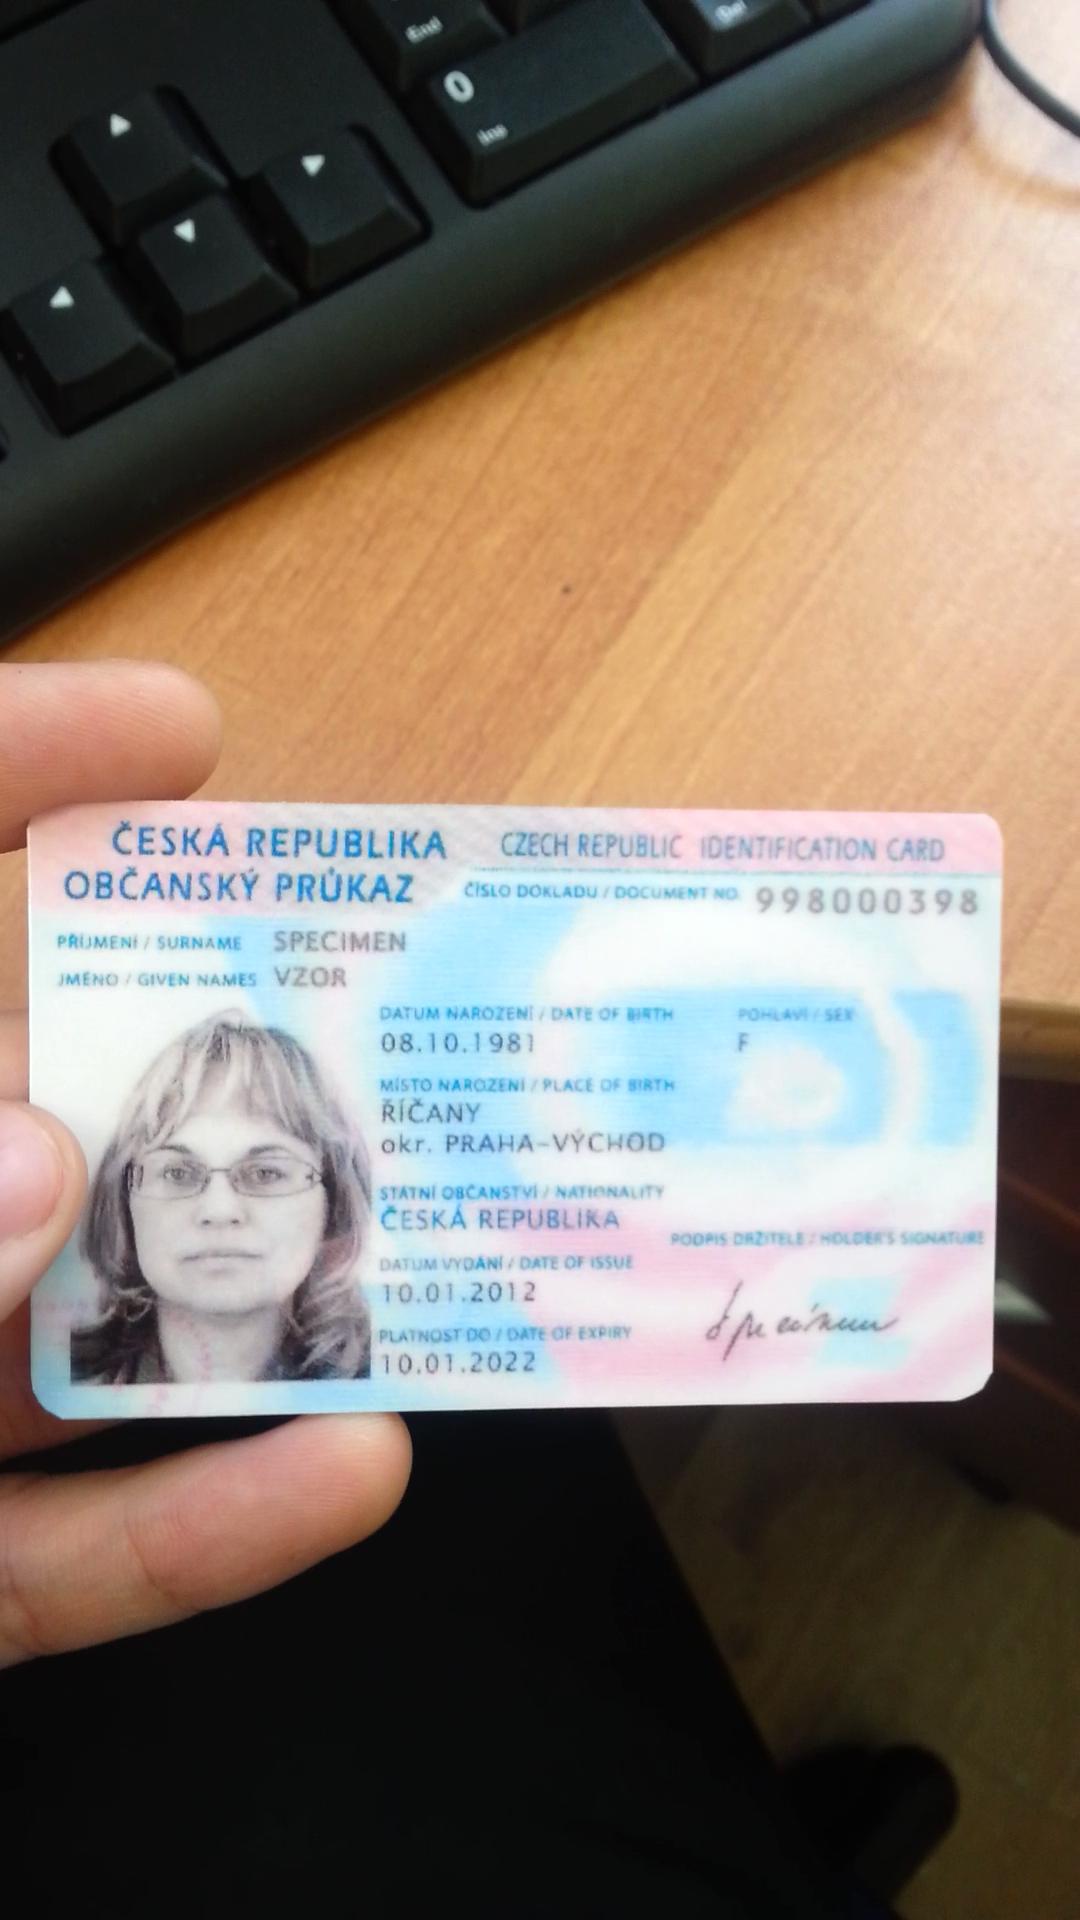 End
Del
0
Ins
ČESKÁ REPUBLIKA
CZECH REPUBLIC IDENTIFICATION CARD
OBČANSKÝ PRŮKAZ
ČÍSLO DOKLADU / DOCUMENT NO. 998000398
PŘÍJMENÍ / SURNAME SPECIMEN
JMÉNO / GIVEN NAMES VZOR
DATUM NAROZENÍ / DATE OF BIRTH
POHLAVÍ / SEX
08.10.1981
F
MÍSTO NAROZENÍ / PLACE OF BIRTH
ŘÍČANY
okr. PRAHA-VÝCHOD
STÁTNÍ OBČANSTVÍ / NATIONALITY
ČESKÁ REPUBLIKA
PODPIS DRŽITELE / HOLDER'S SIGNATURE
DATUM VYDÁNÍ / DATE OF ISSUE
10.01.2012
Specimen
PLATNOST DO / DATE OF EXPIRY
10.01.2022